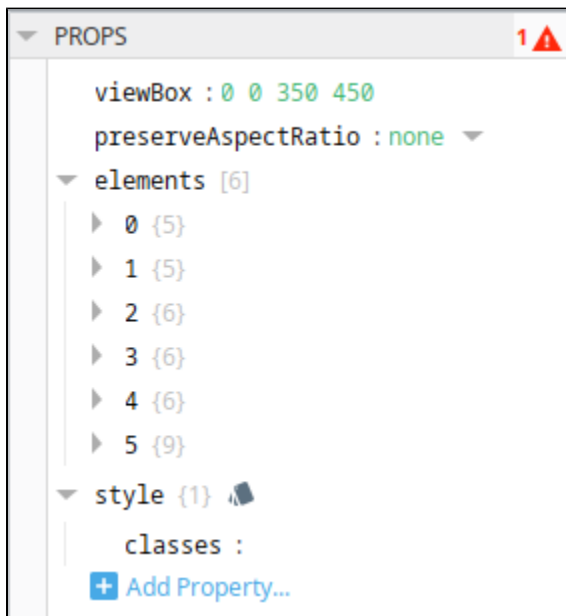 PROPS 1
viewBox : 0 0 350 450
preserveAspectRatio : none
elements [6]
0 {5}
1 {5}
2 {6}
3 {6}
4 {6}
5 {9}
style {1}
classes :
+ Add Property...